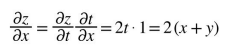 ∂z/∂x = ∂z/∂t ∂t/∂x = 2t · 1 = 2(x + y)